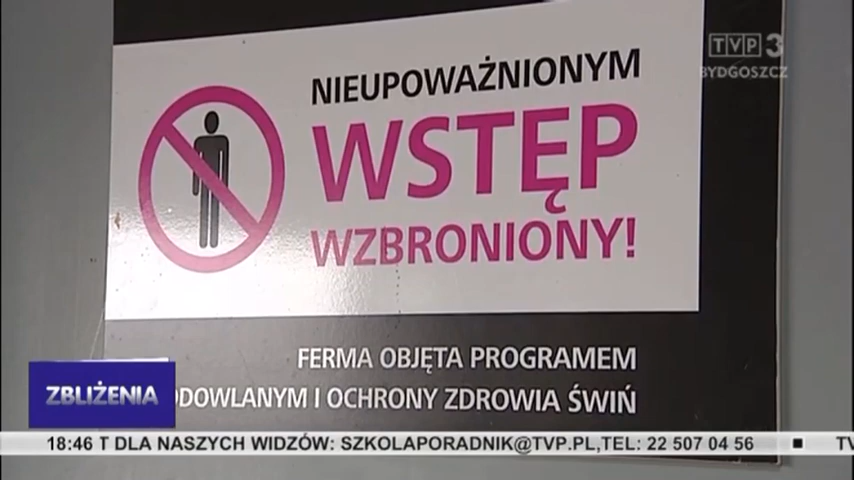 TVP3
BYDGOSZCZ
NIEUPOWAŻNIONYM
WSTĘP
WZBRONIONY!
FERMA OBJĘTA PROGRAMEM
I OCHRONY ZDROWIA ŚWIŃ
ZBLIŻENIA
18:46 T DLA NASZYCH WIDZÓW: SZKOLAPORADNIK@TVP.PL,TEL: 22 507 04 56 ■ TV